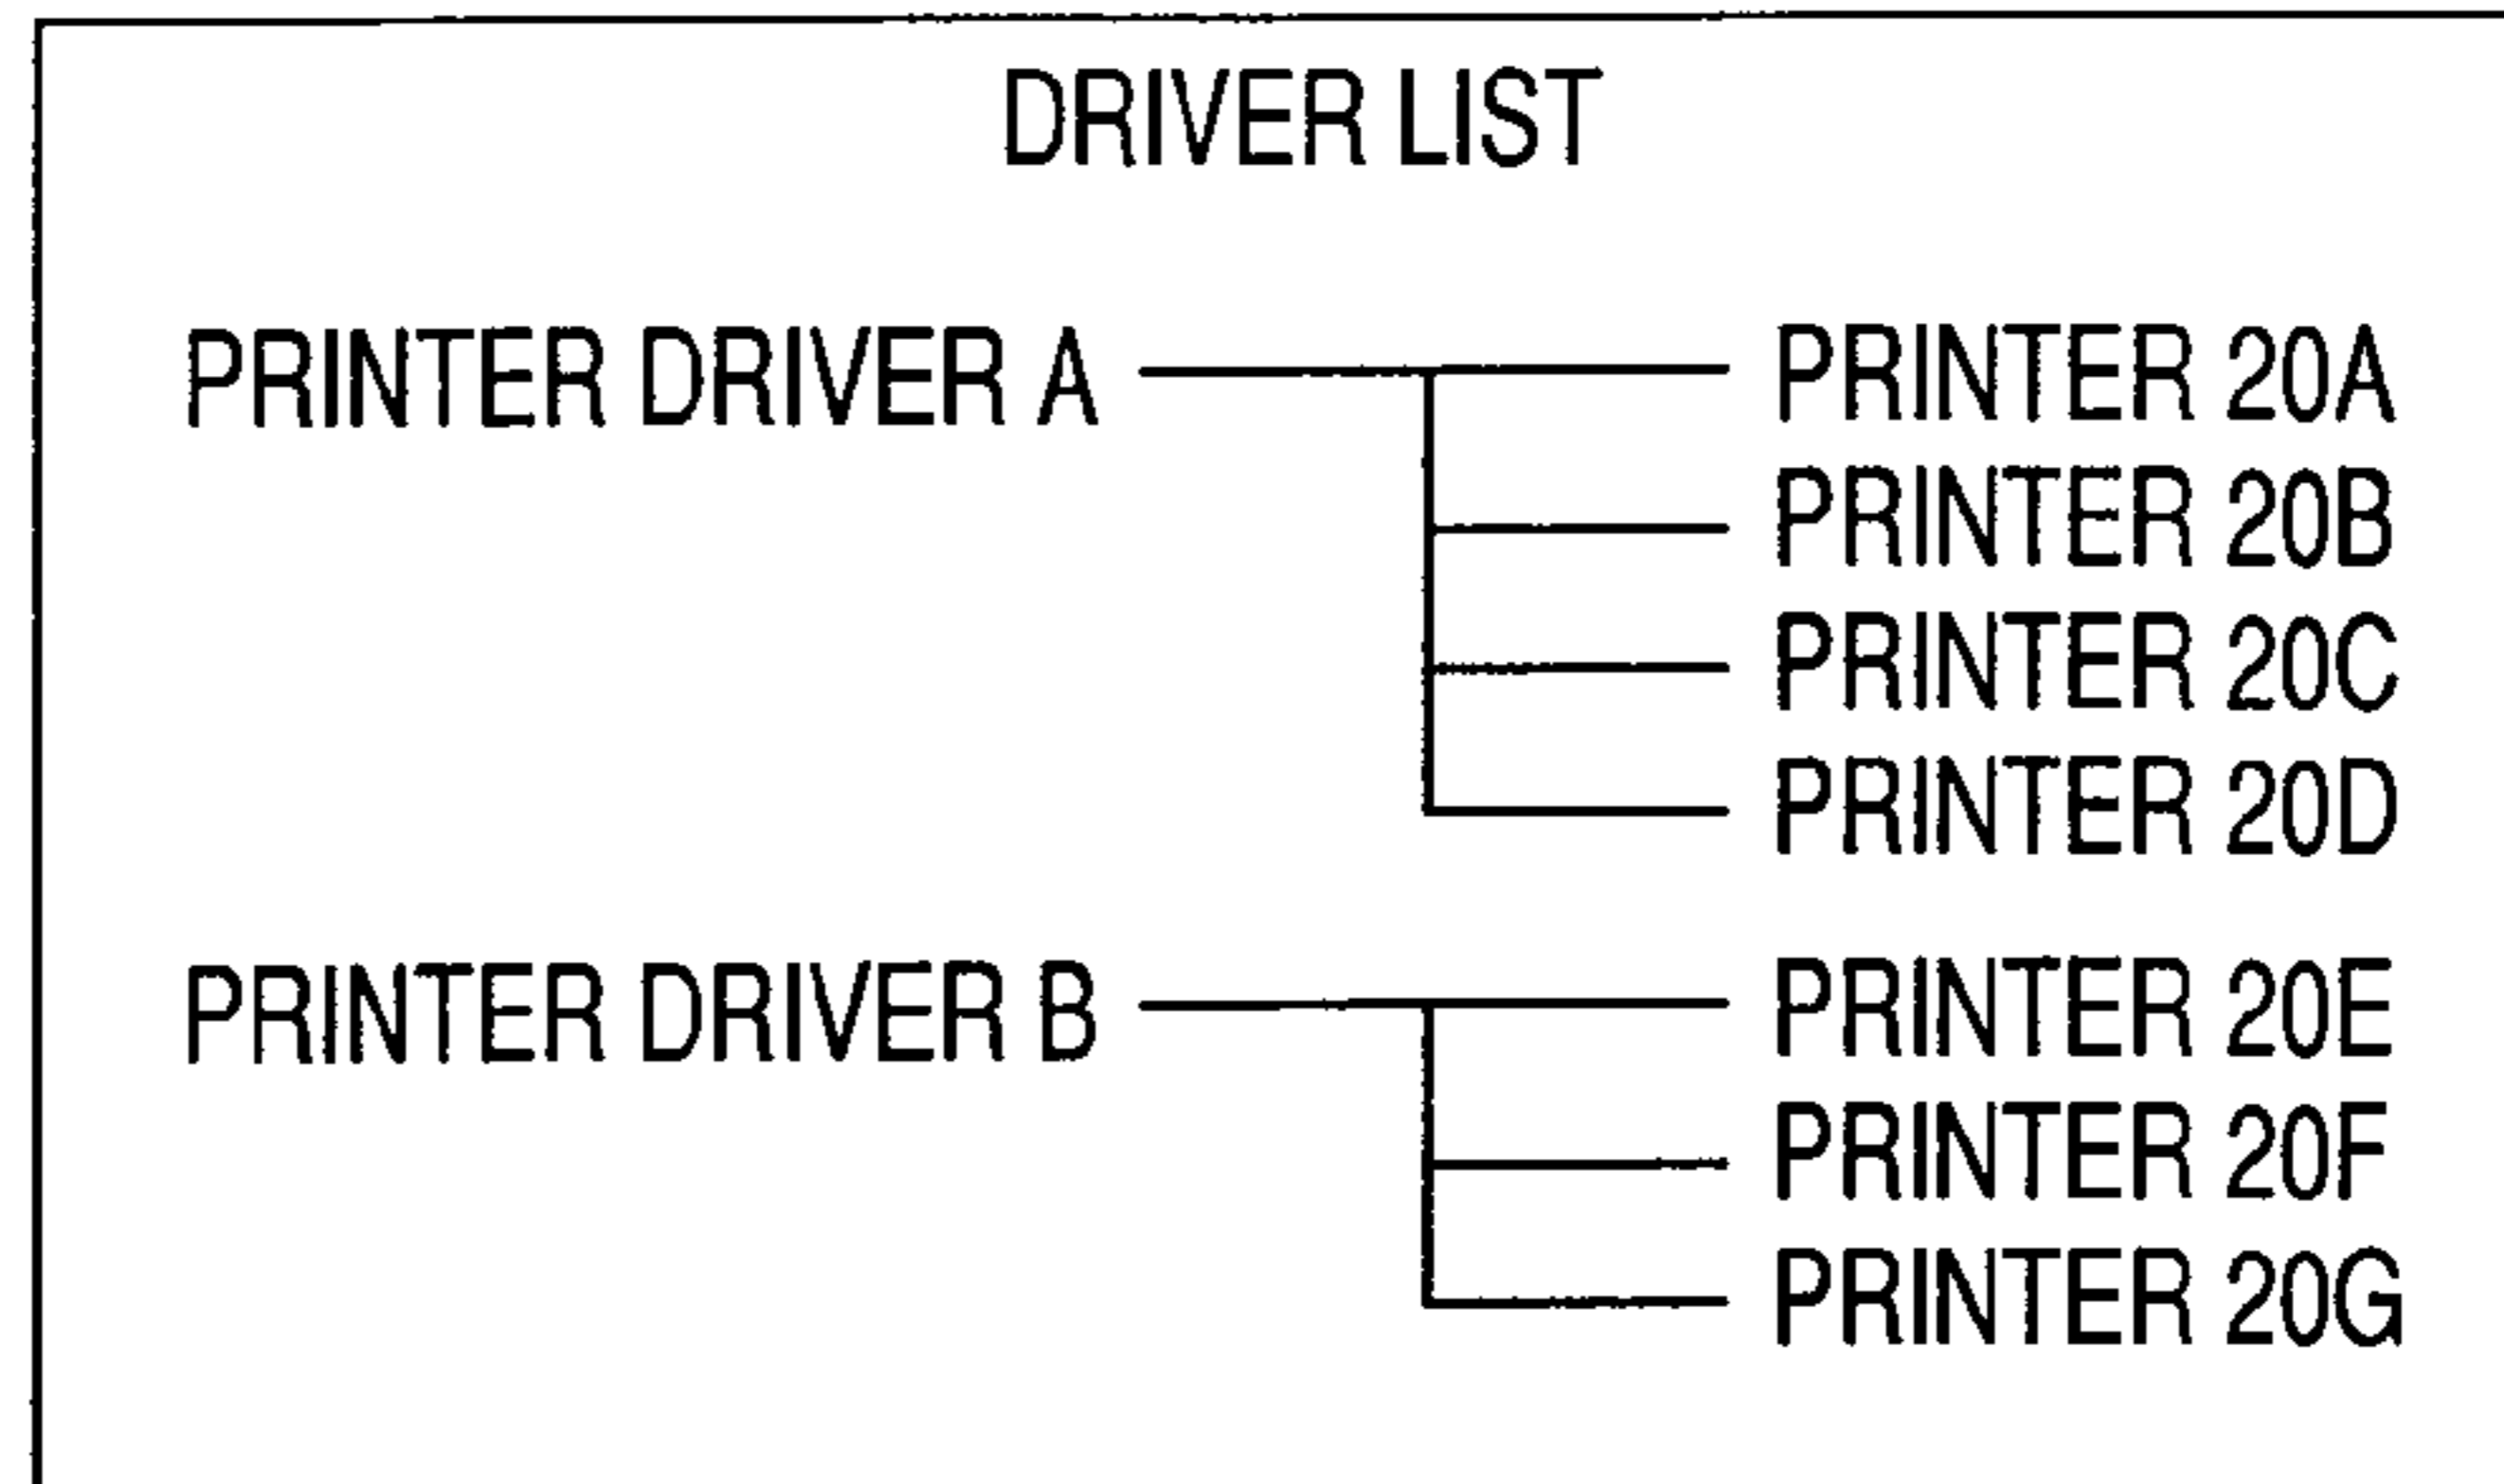 DRIVER LIST
PRINTER DRIVER A PRINTER 20A
PRINTER 20B
PRINTER 20C
PRINTER 20D
PRINTER DRIVER B PRINTER 20E
PRINTER 20F
PRINTER 20G